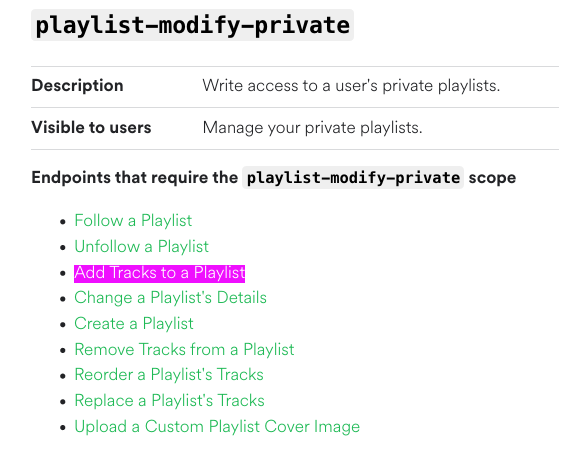 playlist-modify-private
Description Write access to a user's private playlists.
Visible to users Manage your private playlists.
Endpoints that require the playlist-modify-private scope
• Follow a Playlist
• Unfollow a Playlist
• Add Tracks to a Playlist
• Change a Playlist's Details
• Create a Playlist
• Remove Tracks from a Playlist
• Reorder a Playlist's Tracks
• Replace a Playlist's Tracks
• Upload a Custom Playlist Cover Image